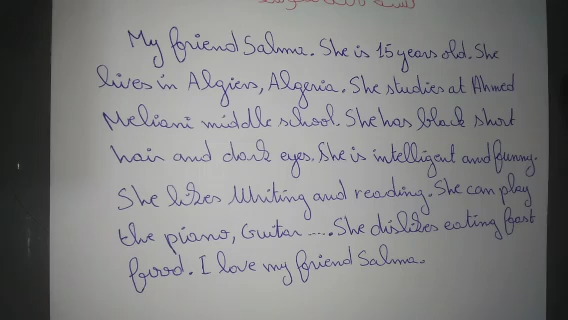 My friend Salma. She is 15 years old. She
lives in Algiers, Algeria. She studies at Ahmed
Meliani middle school. She has black short
hair and dark eyes. She is intelligent and funny.
She likes Writing and reading. She can play
the piano, Guitar ..... She dislikes eating fast
food. I love my friend Salma.